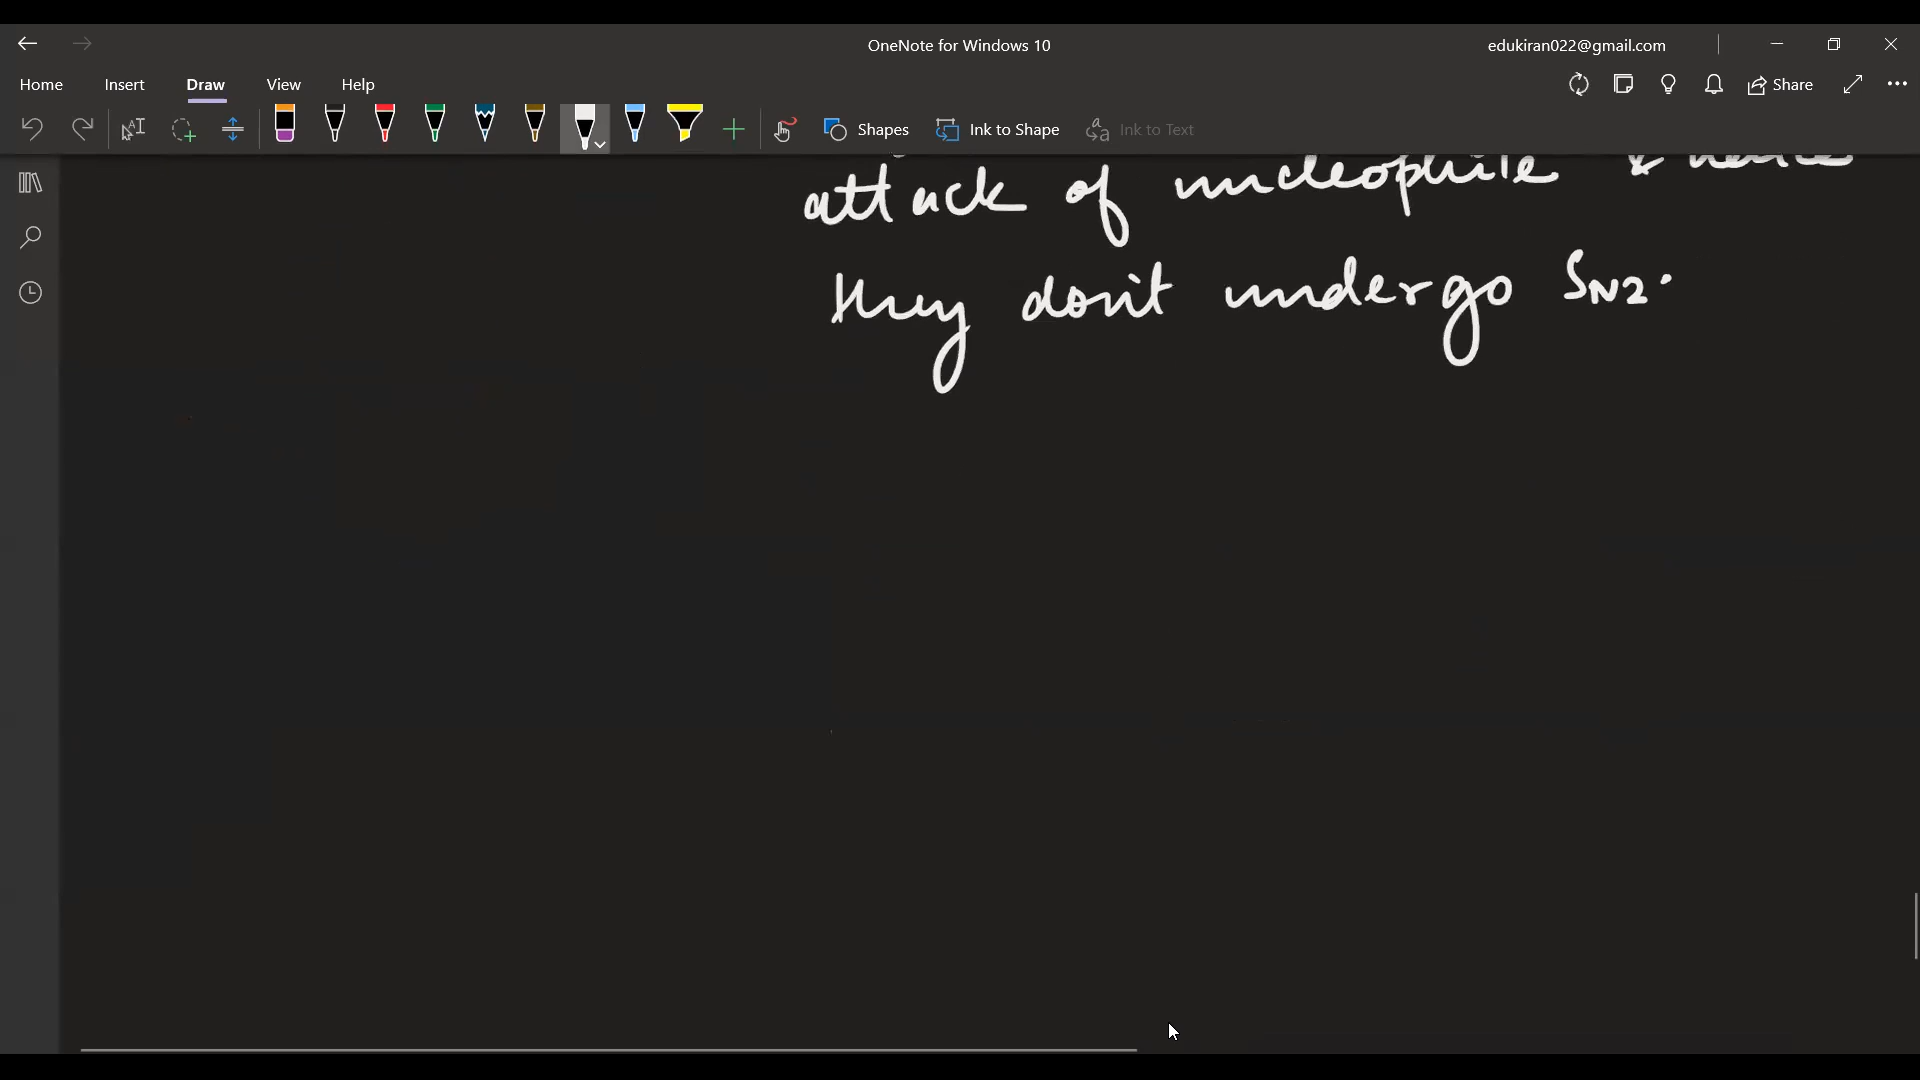 OneNote for Windows 10
edukiran022@gmail.com
Home Insert Draw View Help
Share
Shapes Ink to Shape Ink to Text
attack of nucleophile & hence
they don't undergo SN2.